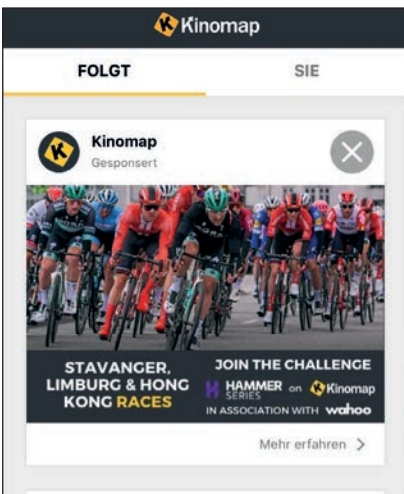 Kinomap
FOLGT
SIE
Kinomap
Gesponsert
STAVANGER,
LIMBURG & HONG
KONG RACES
JOIN THE CHALLENGE
HAMMER SERIES on Kinomap
IN ASSOCIATION WITH wahoo
Mehr erfahren >